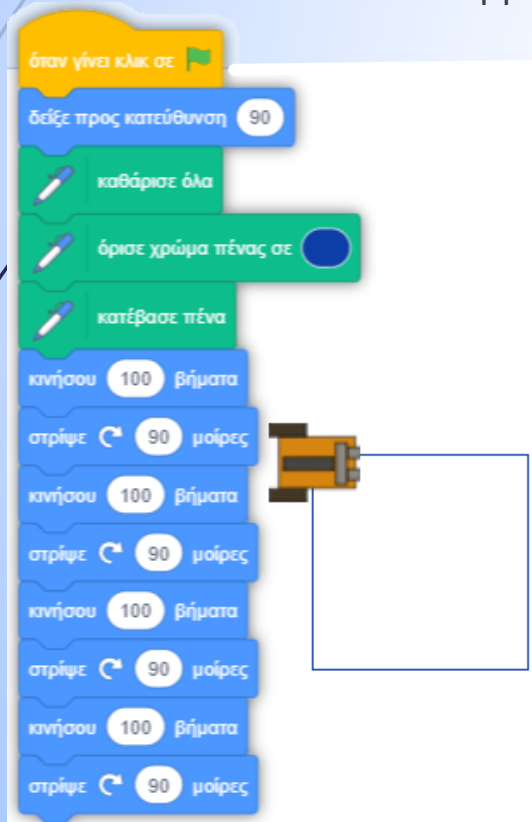 όταν γίνει κλικ σε
δείξε προς κατεύθυνση 90
καθάρισε όλα
όρισε χρώμα πένας σε
κατέβασε πένα
κινήσου 100 βήματα
στρίψε 90 μοίρες
κινήσου 100 βήματα
στρίψε 90 μοίρες
κινήσου 100 βήματα
στρίψε 90 μοίρες
κινήσου 100 βήματα
στρίψε 90 μοίρες